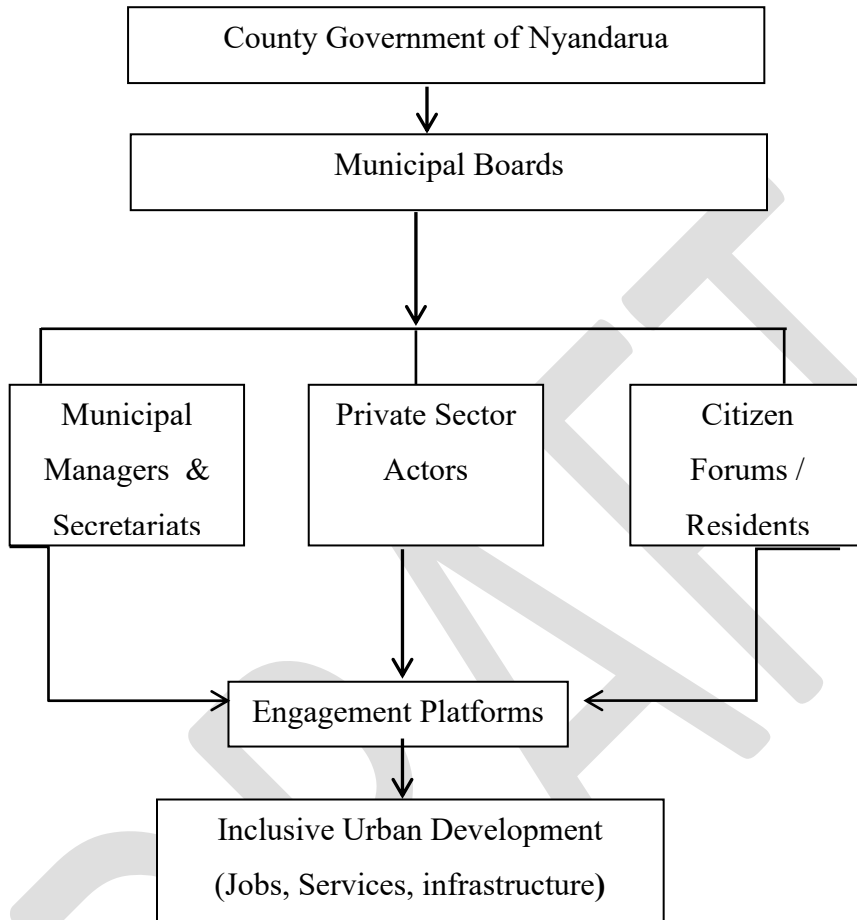 County Government of Nyandarua
Municipal Boards
Municipal
Managers &
Secretariats
Private Sector
Actors
Citizen
Forums /
Residents
Engagement Platforms
Inclusive Urban Development
(Jobs, Services, infrastructure)
DRAFT